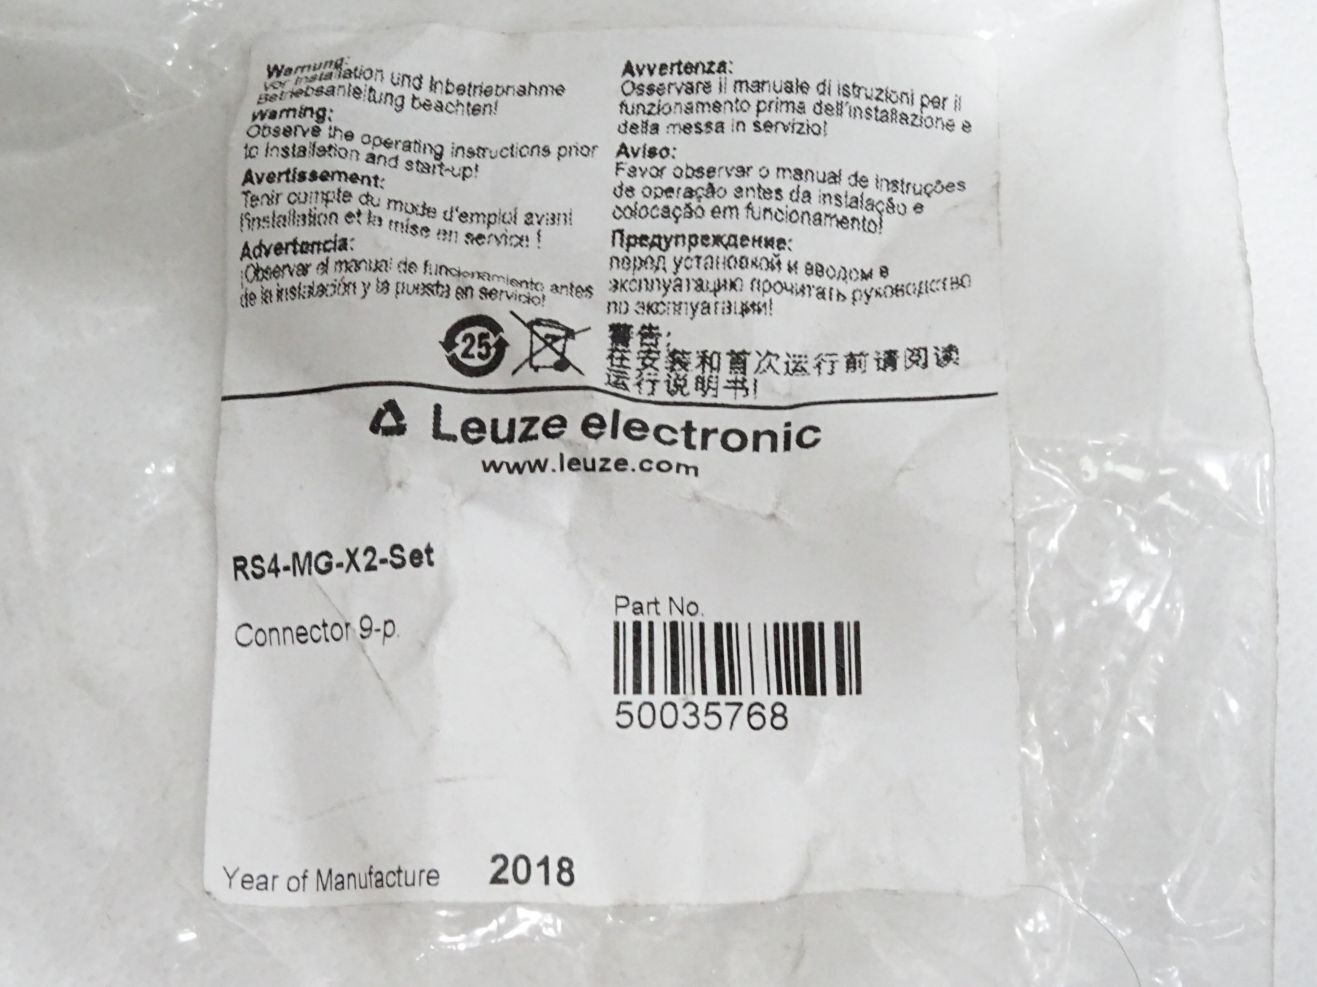 Warnung:
vor Installation und Inbetriebnahme
Betriebsanleitung beachten!
Warning:
Observe the operating instructions prior
to Installation and start-up!
Avertissement:
Tenir compte du mode d'emploi avant
l'installation et la mise en service !
Advertencia:
¡Observar el manual de funcionamiento antes
de la instalación y la puesta en servicio!
Avvertenza:
Osservare il manuale di istruzioni per il
funzionamento prima dell'installazione e
della messa in servizio!
Aviso:
Favor observar o manual de instruções
de operação antes da instalação e
colocação em funcionamento!
Предупреждение:
перед установкой и вводом в
эксплуатацию прочитать руководство
по эксплуатации!
警告:
在安装和首次运行前请阅读
运行说明书!
25
Leuze electronic
www.leuze.com
RS4-MG-X2-Set
Connector 9-p.
Part No.
50035768
Year of Manufacture 2018